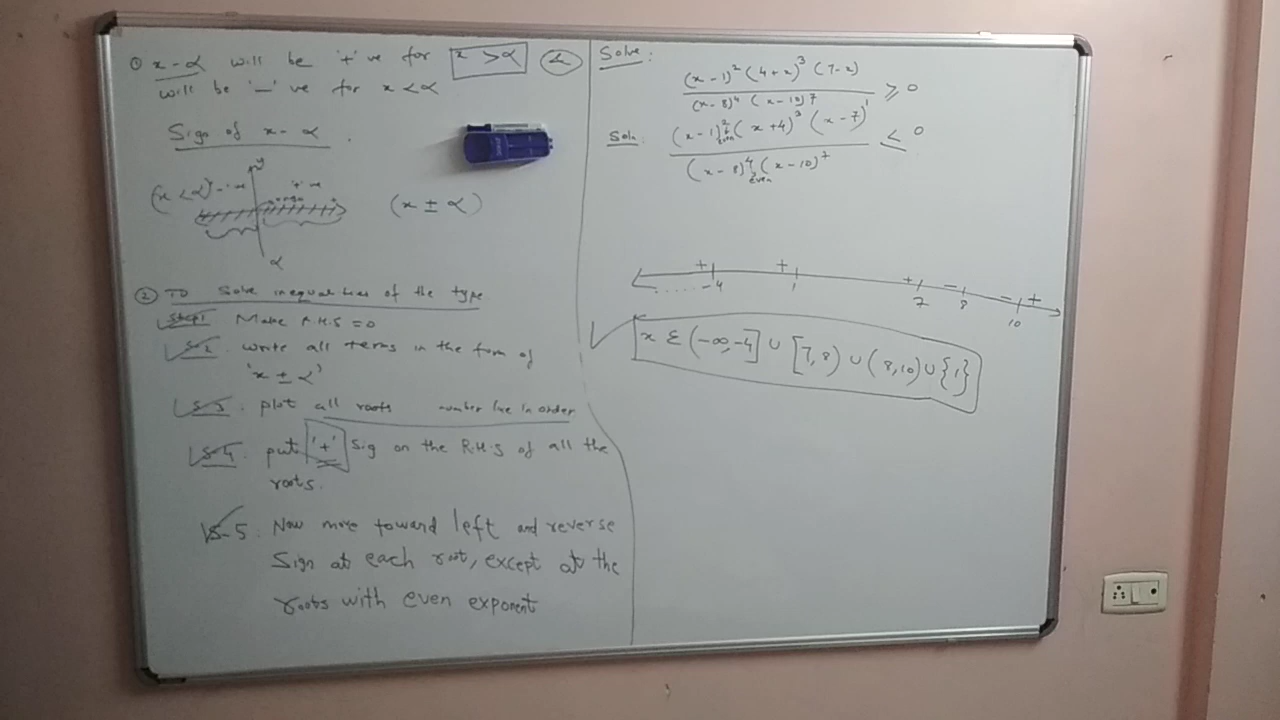 ① x-α will be '+'ve for x > α
will be '-'ve for x < α
Sign of x-α.
y
(x < α) -ve '+'ve
(x ± α)
α
② To Solve inequalities of the type
Step1 Make R.H.S = 0
S-2. write all terms in the form of
'x ± α'
S-3. plot all roots number line in order
S-4. put '+' sig on the R.H.S of all the
roots.
S-5. Now move toward left and reverse
Sign at each root, except at the
roots with even exponent
Solve:
(x-1)² (4+x)³ (7-x)
(x-8)⁴ (x-10)⁷ ≥ 0
Soln: (x-1)² (x+4)³ (x-7)¹ ≤ 0
even
(x-8)⁴ (x-10)⁷
even
+ + + - - +
-4 1 7 8 10
x ∈ (-∞,-4] ∪ [7,8) ∪ (8,10) ∪ {1}